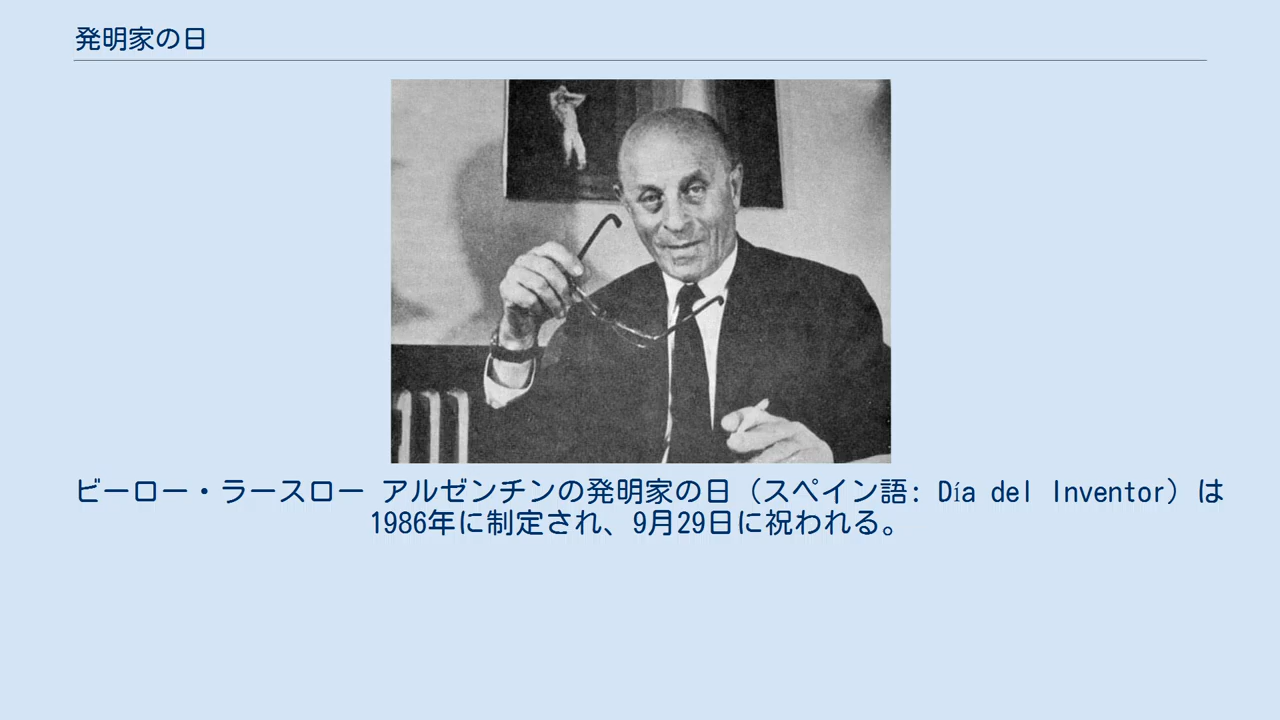 発明家の日
ビーロー・ラースロー アルゼンチンの発明家の日（スペイン語: Día del Inventor）は
1986年に制定され、9月29日に祝われる。